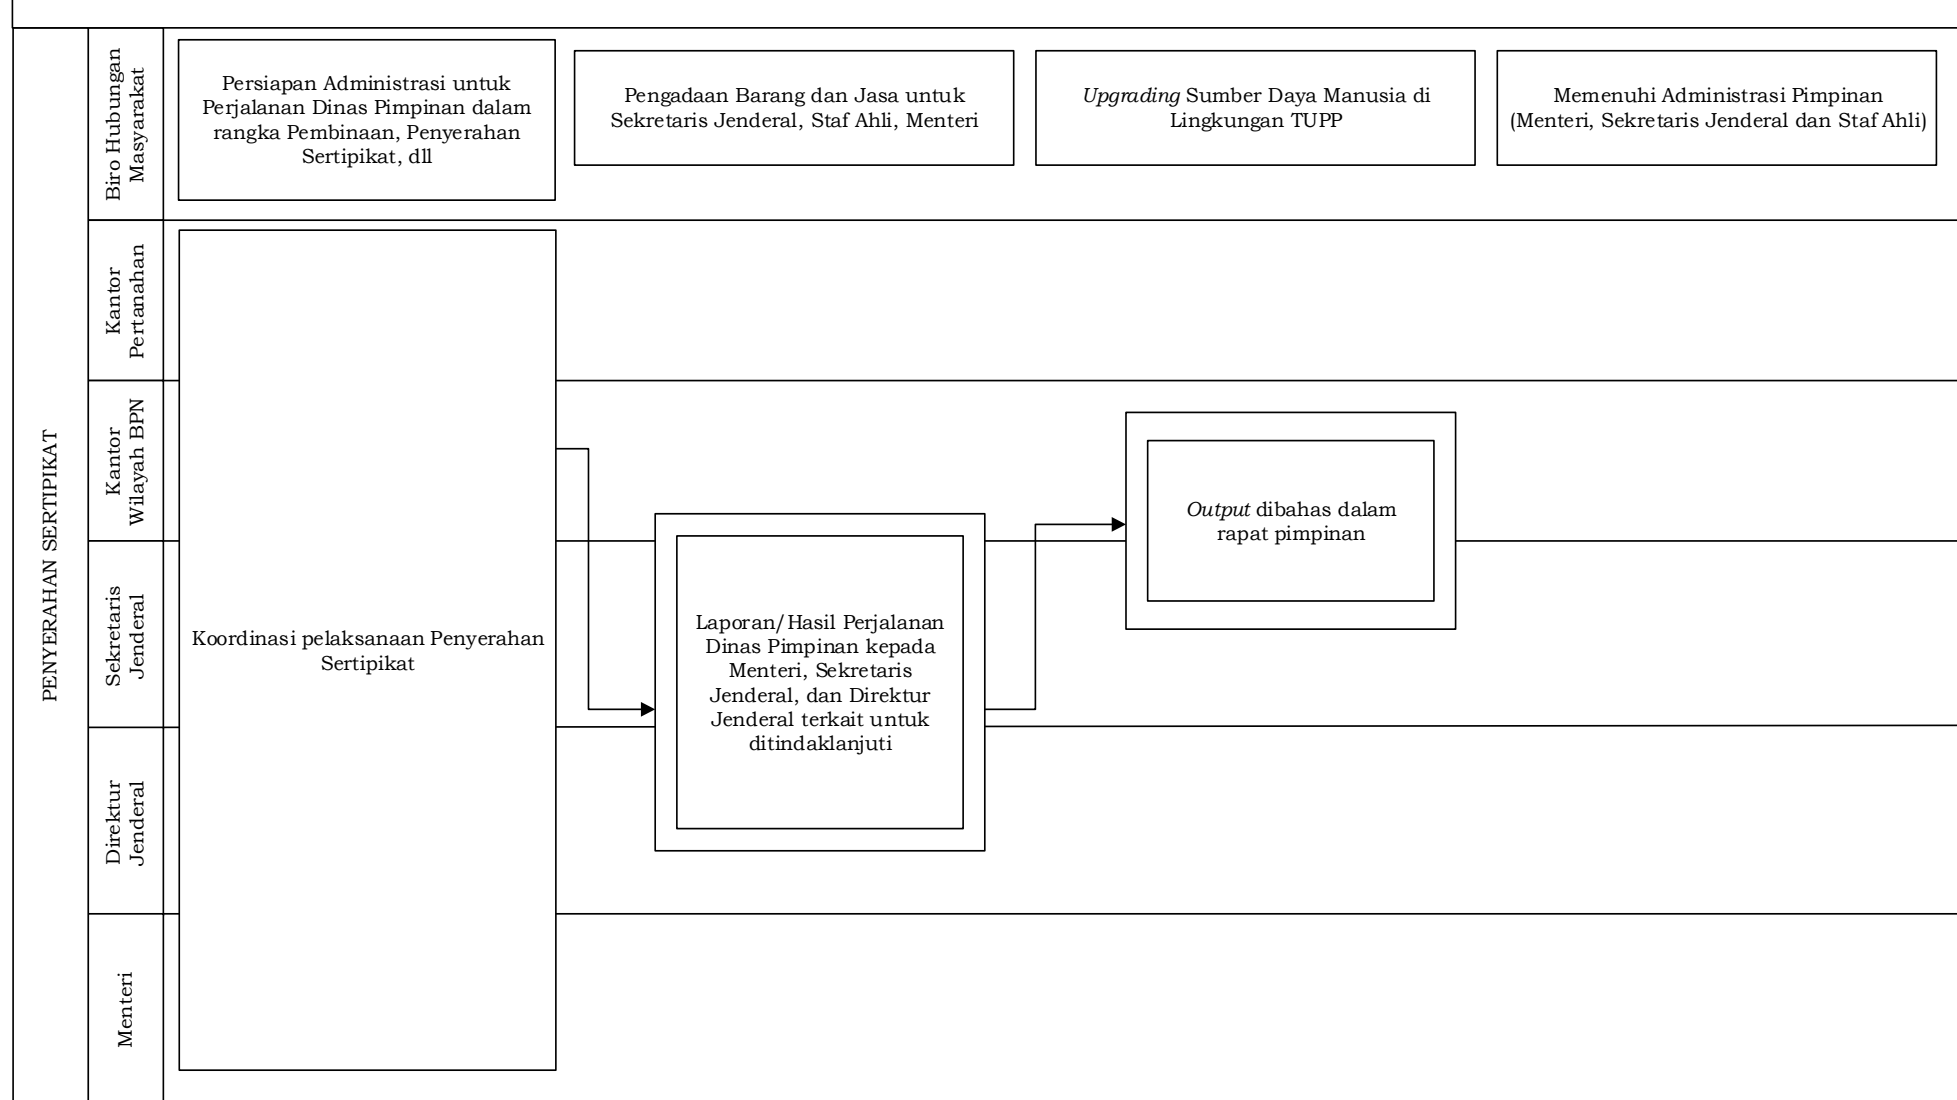 PENYERAHAN SERTIPIKAT
Biro Hubungan
Masyarakat
Persiapan Administrasi untuk
Perjalanan Dinas Pimpinan dalam
rangka Pembinaan, Penyerahan
Sertipikat, dll
Pengadaan Barang dan Jasa untuk
Sekretaris Jenderal, Staf Ahli, Menteri
Upgrading Sumber Daya Manusia di
Lingkungan TUPP
Memenuhi Administrasi Pimpinan
(Menteri, Sekretaris Jenderal dan Staf Ahli)
Kantor
Pertanahan
Kantor
Wilayah BPN
Sekretaris
Jenderal
Direktur
Jenderal
Menteri
Koordinasi pelaksanaan Penyerahan
Sertipikat
Laporan/Hasil Perjalanan
Dinas Pimpinan kepada
Menteri, Sekretaris
Jenderal, dan Direktur
Jenderal terkait untuk
ditindaklanjuti
Output dibahas dalam
rapat pimpinan